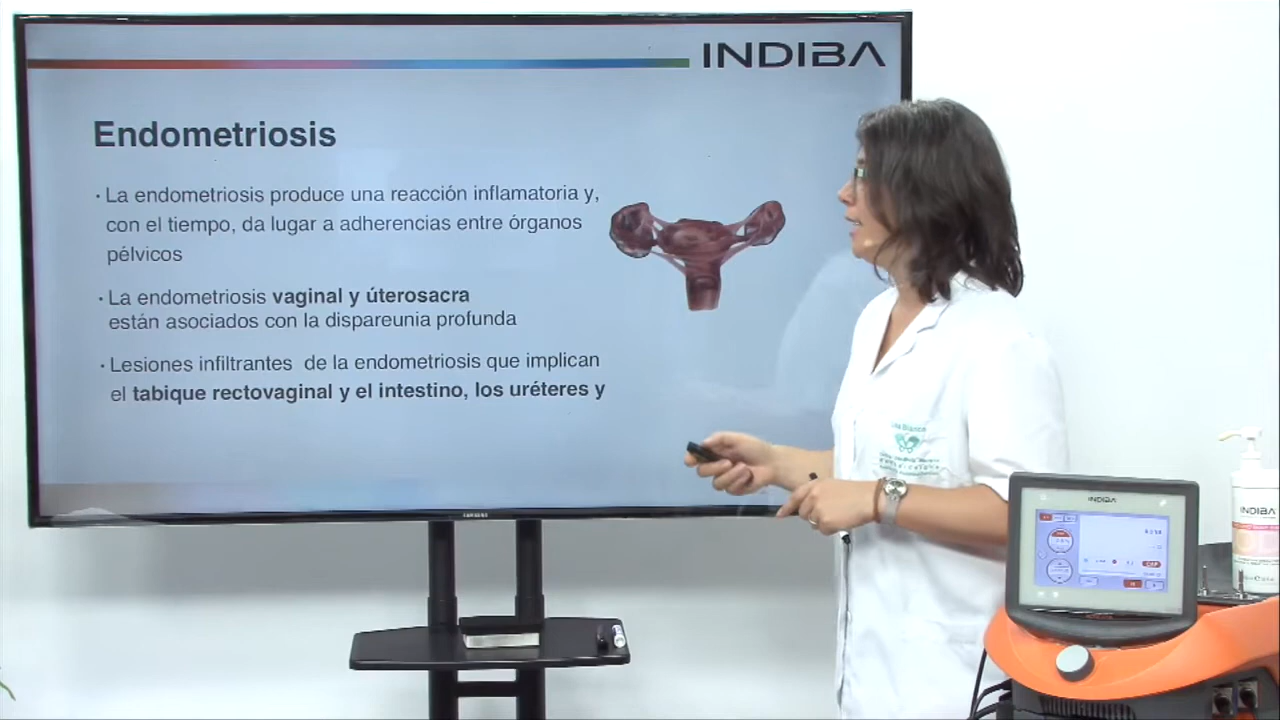 INDIBA
Endometriosis
· La endometriosis produce una reacción inflamatoria y,
con el tiempo, da lugar a adherencias entre órganos
pélvicos
· La endometriosis vaginal y úterosacra
están asociados con la dispareunia profunda
· Lesiones infiltrantes de la endometriosis que implican
el tabique rectovaginal y el intestino, los uréteres y
SAMSUNG
Blanco
INDIBA
INDIBA
CAP